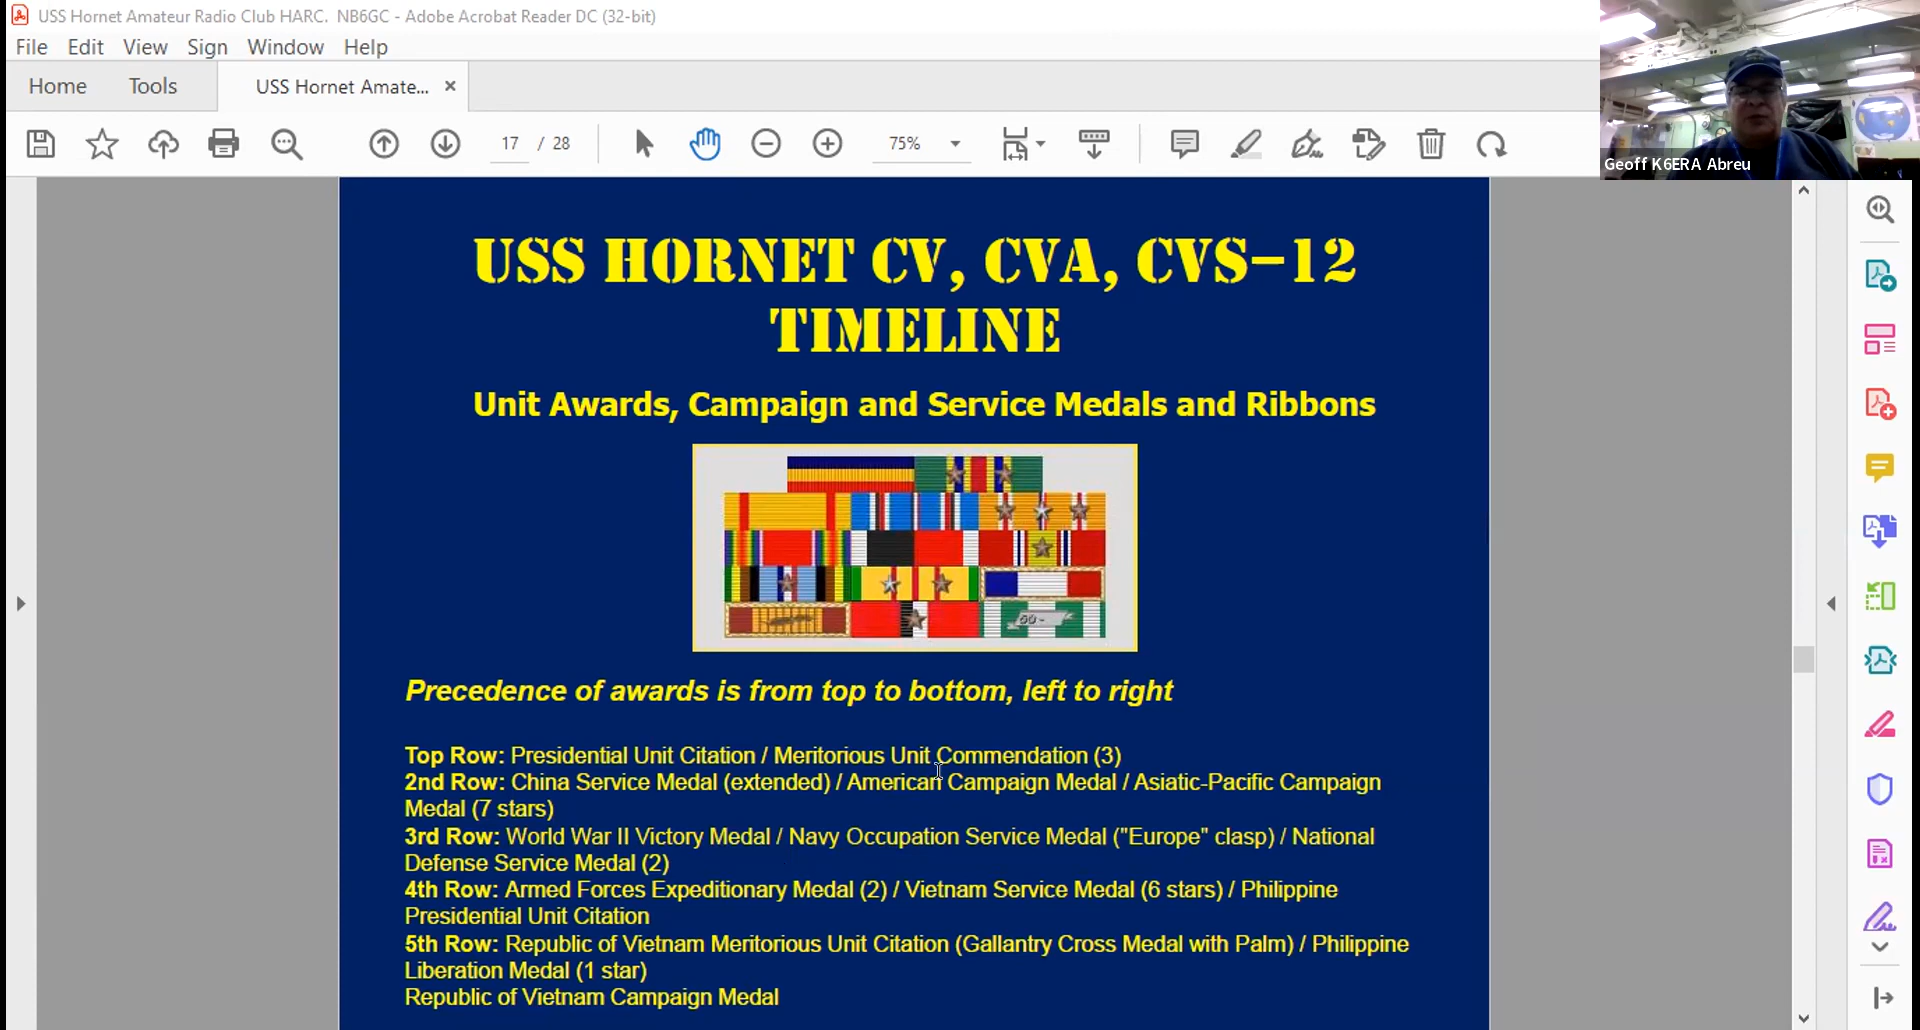 USS Hornet Amateur Radio Club HARC.  NB6GC - Adobe Acrobat Reader DC (32-bit)
File Edit View Sign Window Help
Home Tools USS Hornet Amate... ×
17 / 28 75%
Geoff K6ERA Abreu
USS HORNET CV, CVA, CVS-12
TIMELINE
Unit Awards, Campaign and Service Medals and Ribbons
60 -
Precedence of awards is from top to bottom, left to right
Top Row: Presidential Unit Citation / Meritorious Unit Commendation (3)
2nd Row: China Service Medal (extended) / American Campaign Medal / Asiatic-Pacific Campaign
Medal (7 stars)
3rd Row: World War II Victory Medal / Navy Occupation Service Medal ("Europe" clasp) / National
Defense Service Medal (2)
4th Row: Armed Forces Expeditionary Medal (2) / Vietnam Service Medal (6 stars) / Philippine
Presidential Unit Citation
5th Row: Republic of Vietnam Meritorious Unit Citation (Gallantry Cross Medal with Palm) / Philippine
Liberation Medal (1 star)
Republic of Vietnam Campaign Medal